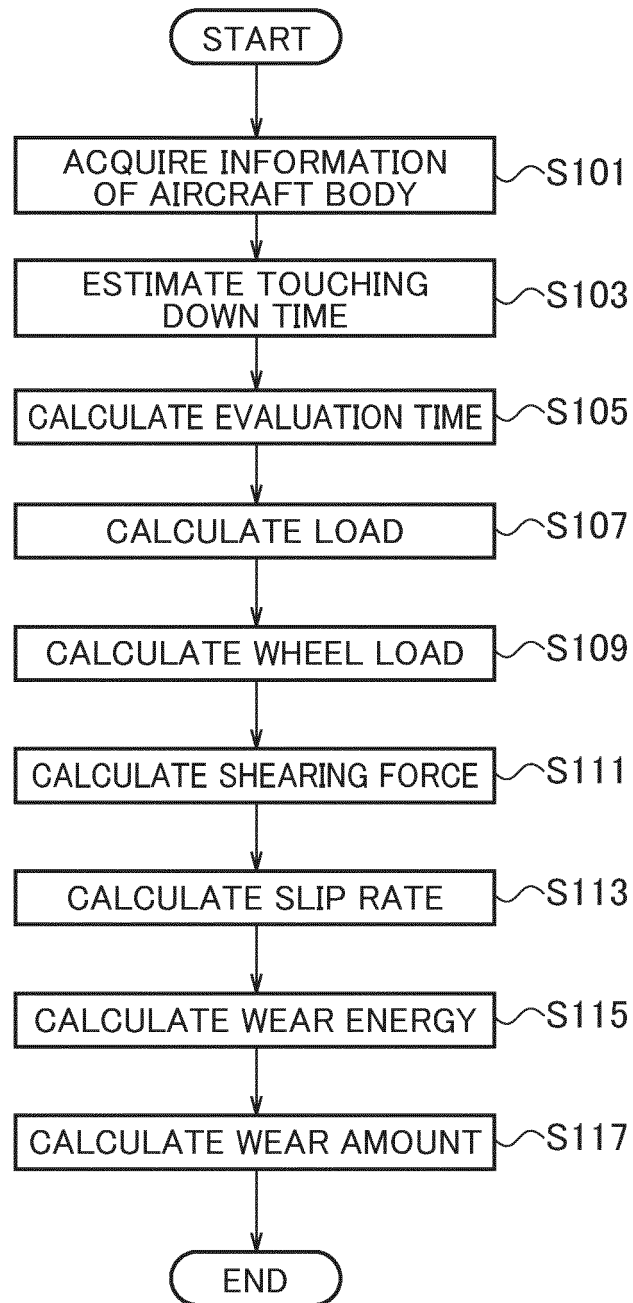 START
ACQUIRE INFORMATION
OF AIRCRAFT BODY
S101
ESTIMATE TOUCHING
DOWN TIME
S103
CALCULATE EVALUATION TIME
S105
CALCULATE LOAD
S107
CALCULATE WHEEL LOAD
S109
CALCULATE SHEARING FORCE
S111
CALCULATE SLIP RATE
S113
CALCULATE WEAR ENERGY
S115
CALCULATE WEAR AMOUNT
S117
END